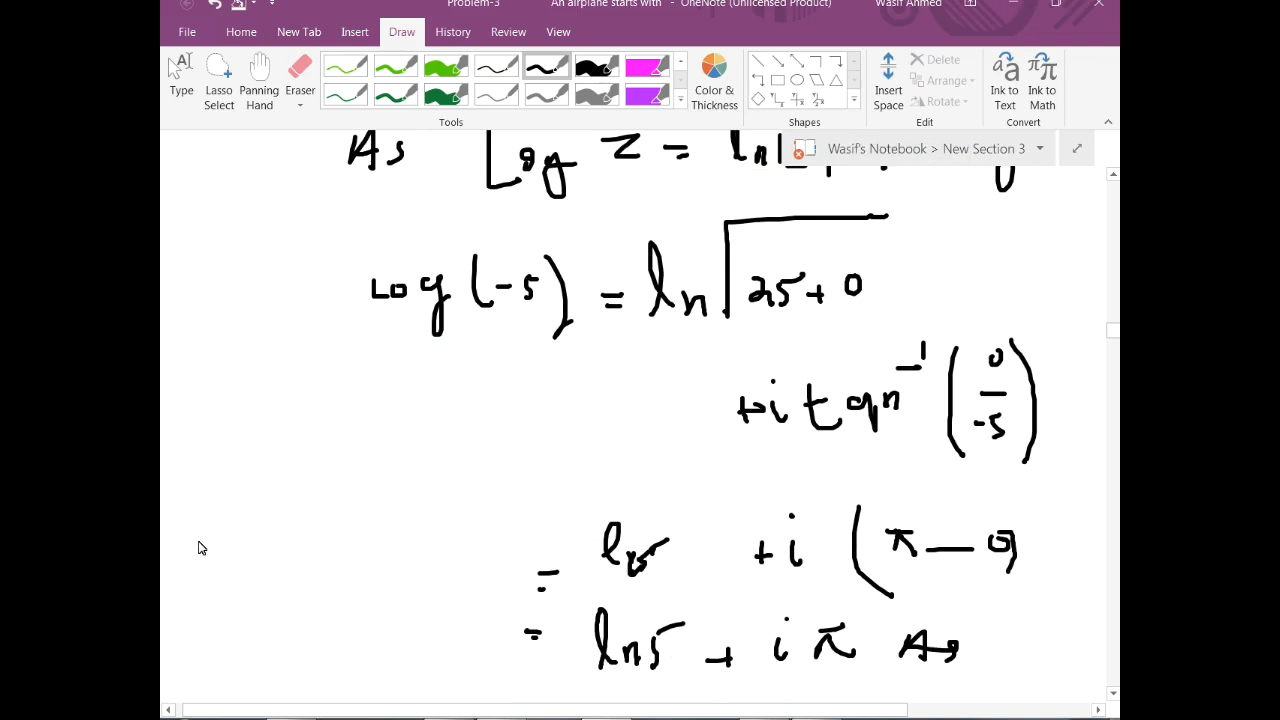 Problem-3 An airplane starts with - OneNote (Unlicensed Product) Wasif Ahmed
File Home New Tab Insert Draw History Review View
Type Lasso Select Panning Hand Eraser Color & Thickness Insert Space Delete Arrange Rotate Ink to Text Ink to Math
Tools Shapes Edit Convert
Wasif's Notebook > New Section 3
As Log Z = ln
Log (-5) = ln √25+0
+i tan⁻¹ (0/-5)
= ln5 +i (π — 0)
= ln5 + iπ As